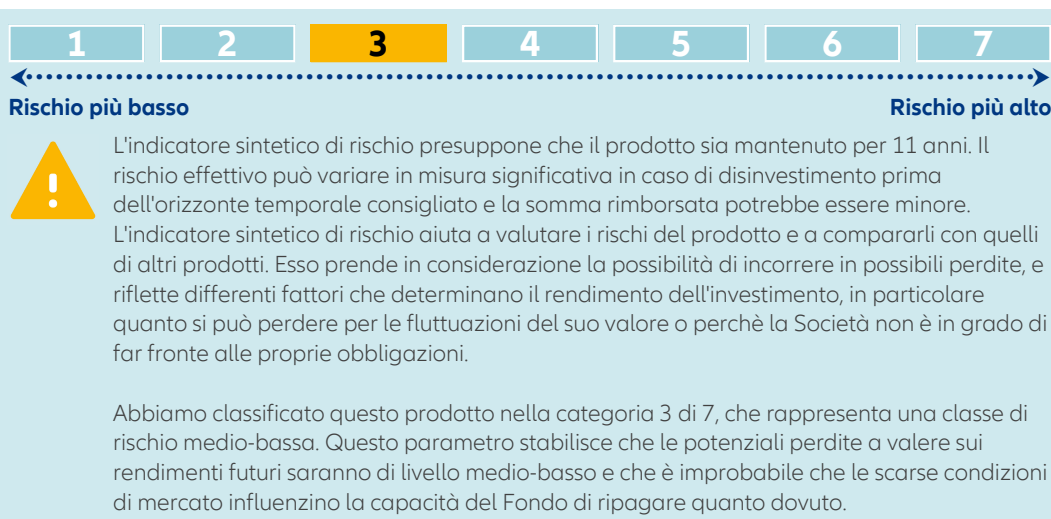 1 2 3 4 5 6 7
Rischio più basso Rischio più alto
L'indicatore sintetico di rischio presuppone che il prodotto sia mantenuto per 11 anni. Il
rischio effettivo può variare in misura significativa in caso di disinvestimento prima
dell'orizzonte temporale consigliato e la somma rimborsata potrebbe essere minore.
L'indicatore sintetico di rischio aiuta a valutare i rischi del prodotto e a compararli con quelli
di altri prodotti. Esso prende in considerazione la possibilità di incorrere in possibili perdite, e
riflette differenti fattori che determinano il rendimento dell'investimento, in particolare
quanto si può perdere per le fluttuazioni del suo valore o perchè la Società non è in grado di
far fronte alle proprie obbligazioni.
Abbiamo classificato questo prodotto nella categoria 3 di 7, che rappresenta una classe di
rischio medio-bassa. Questo parametro stabilisce che le potenziali perdite a valere sui
rendimenti futuri saranno di livello medio-basso e che è improbabile che le scarse condizioni
di mercato influenzino la capacità del Fondo di ripagare quanto dovuto.